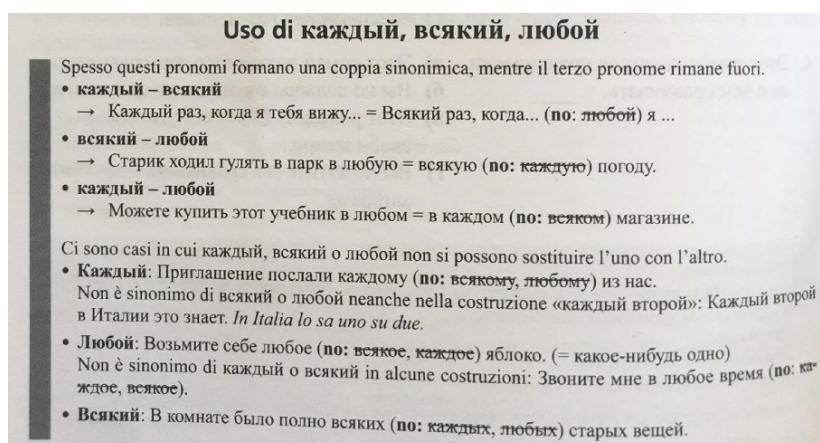 Uso di каждый, всякий, любой
Spesso questi pronomi formano una coppia sinonimica, mentre il terzo pronome rimane fuori.
• каждый – всякий
→ Каждый раз, когда я тебя вижу... = Всякий раз, когда... (no: любой) я ...
• всякий – любой
→ Старик ходил гулять в парк в любую = всякую (no: каждую) погоду.
• каждый – любой
→ Можете купить этот учебник в любом = в каждом (no: всяком) магазине.
Ci sono casi in cui каждый, всякий o любой non si possono sostituire l'uno con l'altro.
• Каждый: Приглашение послали каждому (no: всякому, любому) из нас.
Non è sinonimo di всякий o любой neanche nella costruzione «каждый второй»: Каждый второй
в Италии это знает. In Italia lo sa uno su due.
• Любой: Возьмите себе любое (no: всякое, каждое) яблоко. (= какое-нибудь одно)
Non è sinonimo di каждый o всякий in alcune costruzioni: Звоните мне в любое время (no: ка-
ждое, всякое).
• Всякий: В комнате было полно всяких (no: каждых, любых) старых вещей.